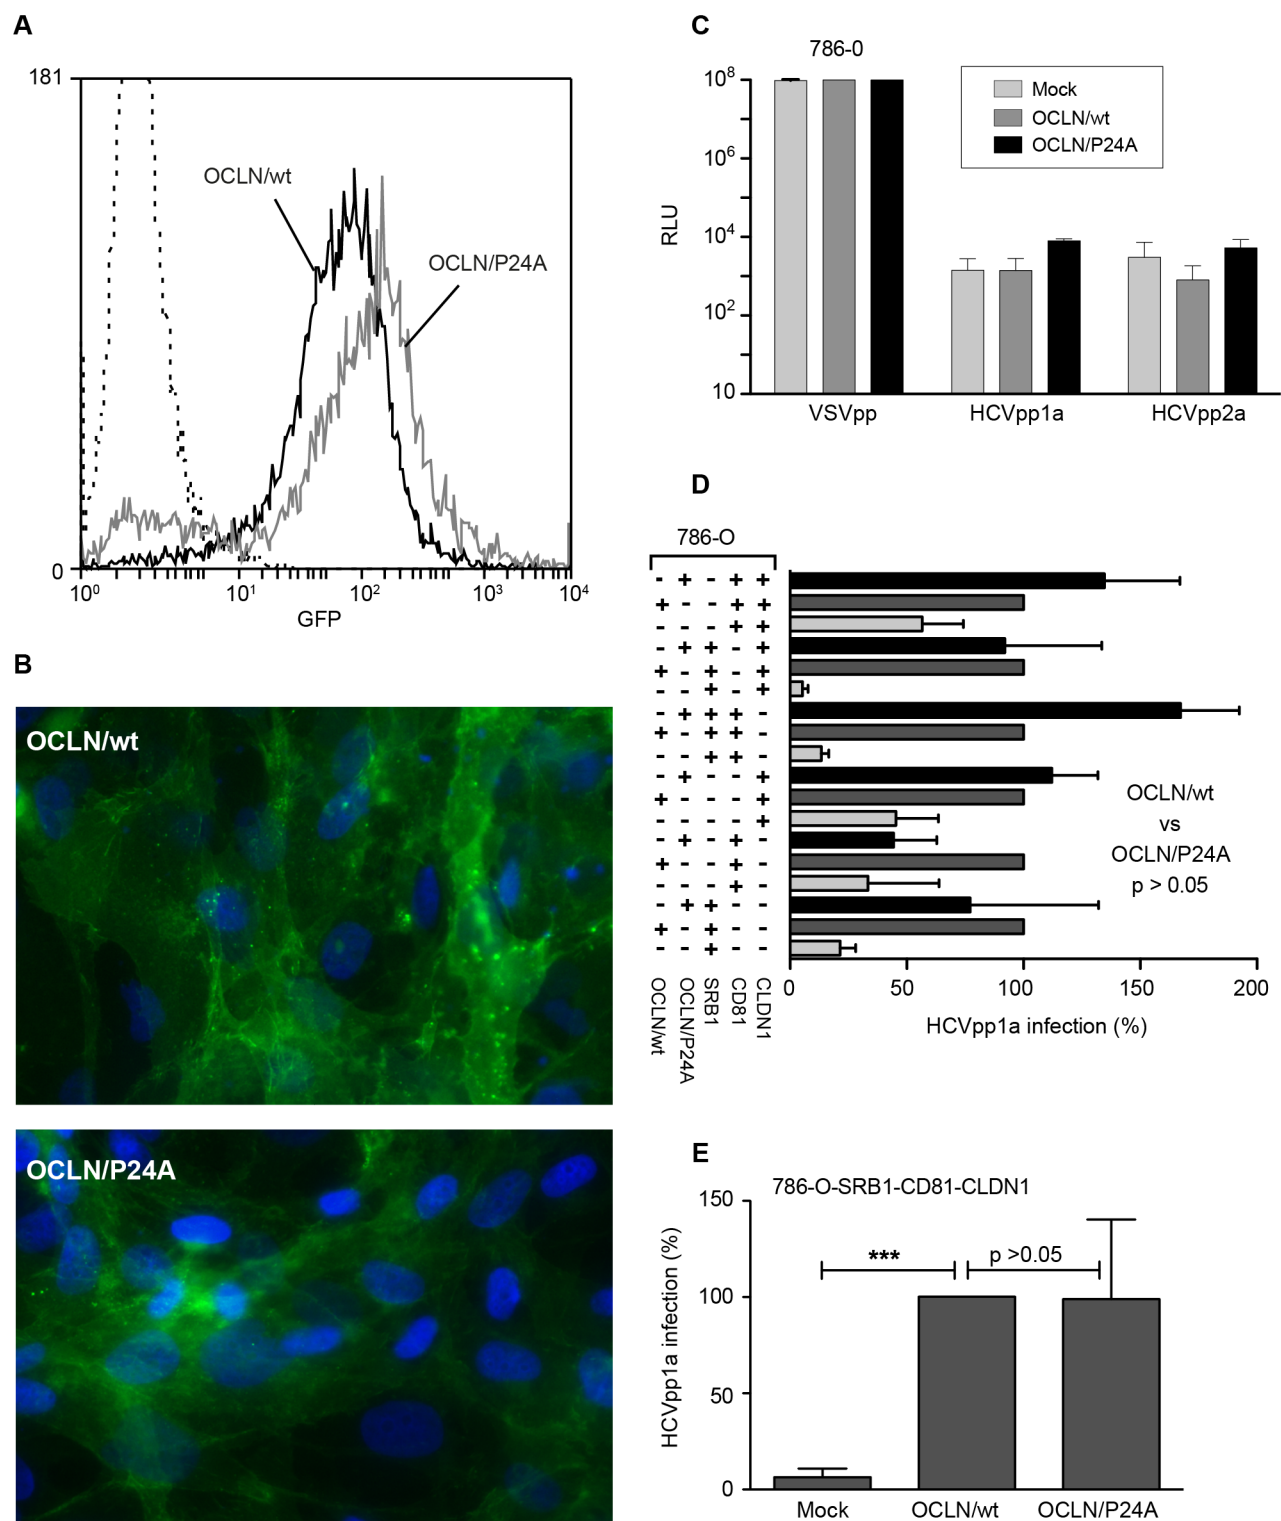 A
181
0
OCLN/wt
OCLN/P24A
10⁰ 10¹ 10² 10³ 10⁴
GFP
B
OCLN/wt
OCLN/P24A
C
786-0
Mock
OCLN/wt
OCLN/P24A
RLU
10⁸
10⁶
10⁴
10²
10
VSVpp HCVpp1a HCVpp2a
D
786-O
- + - + +
+ - - + +
- - - + +
- + + - +
+ - + - +
- - + - +
- + + + -
+ - + + -
- - + + -
- + - - +
+ - - - +
- - - - +
- + - + -
+ - - + -
- - - + -
- + + - -
+ - + - -
- - + - -
OCLN/wt
OCLN/P24A
SRB1
CD81
CLDN1
OCLN/wt
vs
OCLN/P24A
p > 0.05
0 50 100 150 200
HCVpp1a infection (%)
E
786-O-SRB1-CD81-CLDN1
HCVpp1a infection (%)
150
100
50
0
***
p >0.05
Mock OCLN/wt OCLN/P24A